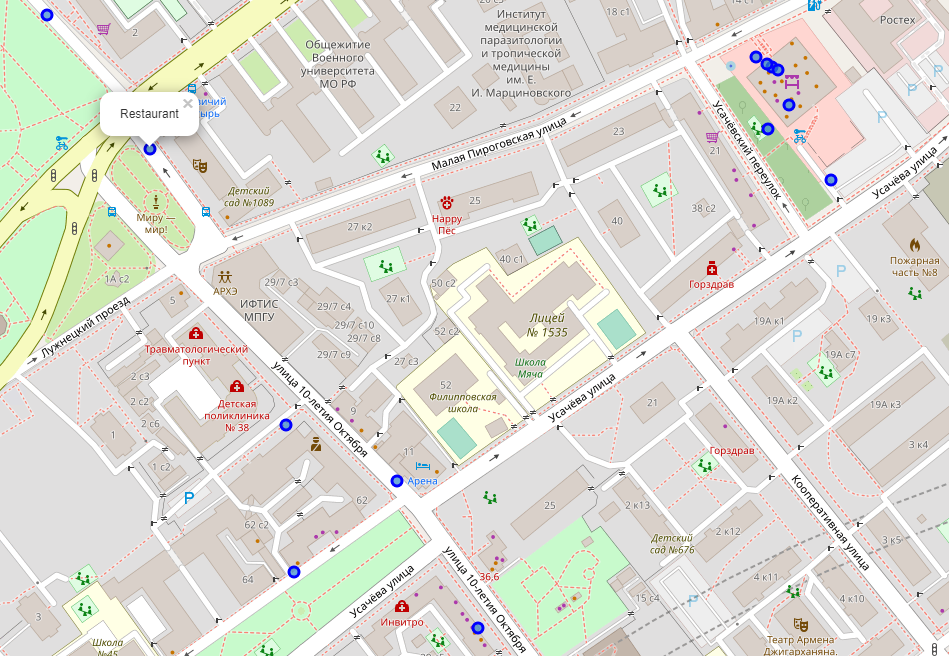 18 c1
14 c1
2
Институт
медицинской
паразитологии
и тропической
медицины
им. Е.
И. Марциновского
Ростех
Общежитие
Военного
университета
МО РФ
Restaurant
×
22
P
P
23
21
Малая Пироговская улица
Усачёвский переулок
Усачёва улица
Детский
сад №1089
Миру —
мир!
Нарру
Пёс
25
27 к2
40
38 с2
1А с2
АРХЭ
ИФТИС
МПГУ
29/7 с3
29/7 с4
29/7 с10
29/7 с8
29/7 с9
27 к1
50 с2
40 с1
52 с2
27 с3
Горздрав
P
Пожарная
часть №8
5
Лужнецкий проезд
Травматологический
пункт
Лицей
№ 1535
Школа
Мяча
19А к1
P
19 к3
19А с7
2 с3
2 с2
2 с6
Детская
поликлиника
№ 38
улица 10-летия Октября
52
Филипповская
школа
Усачёва улица
21
19А к2
19А к3
1
9
11
1 с2
P
Арена
Горздрав
3 к4
62
62 с2
64
25
2 к13
2 к12
Детский
сад №676
Кооперативная улица
3 к5
36,6
Усачёва улица
улица 10-летия Октября
Инвитро
15 с4
P
4 к11
4 к10
3
Школа
№45
Театр Армена
Джигарханяна.